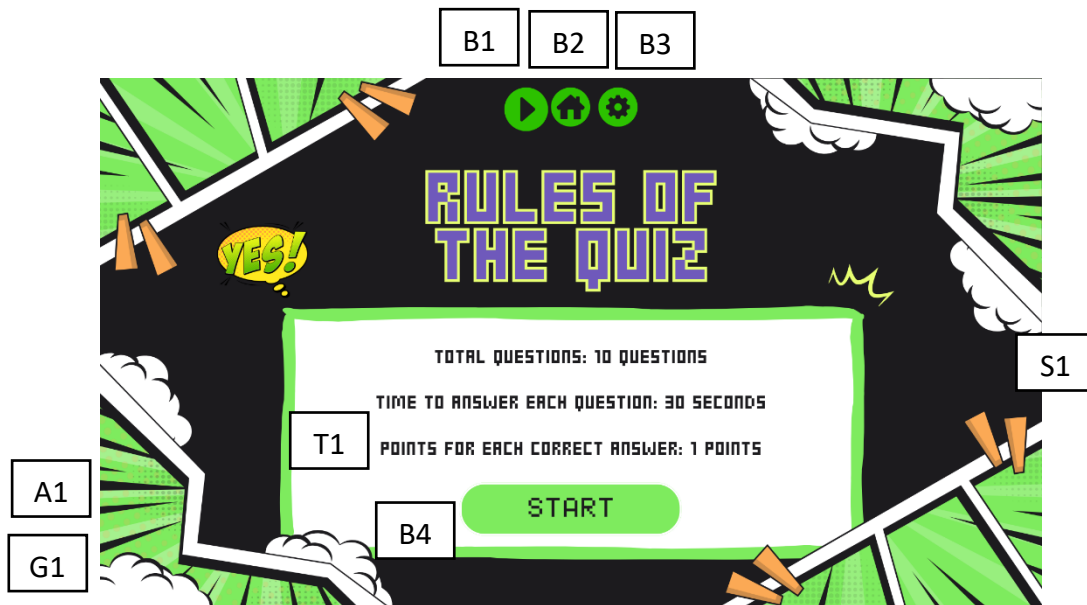 B1 B2 B3
RULES OF
THE QUIZ
YES!
TOTAL QUESTIONS: 10 QUESTIONS
S1
TIME TO ANSWER EACH QUESTION: 30 SECONDS
T1
POINTS FOR EACH CORRECT ANSWER: 1 POINTS
A1
START
B4
G1